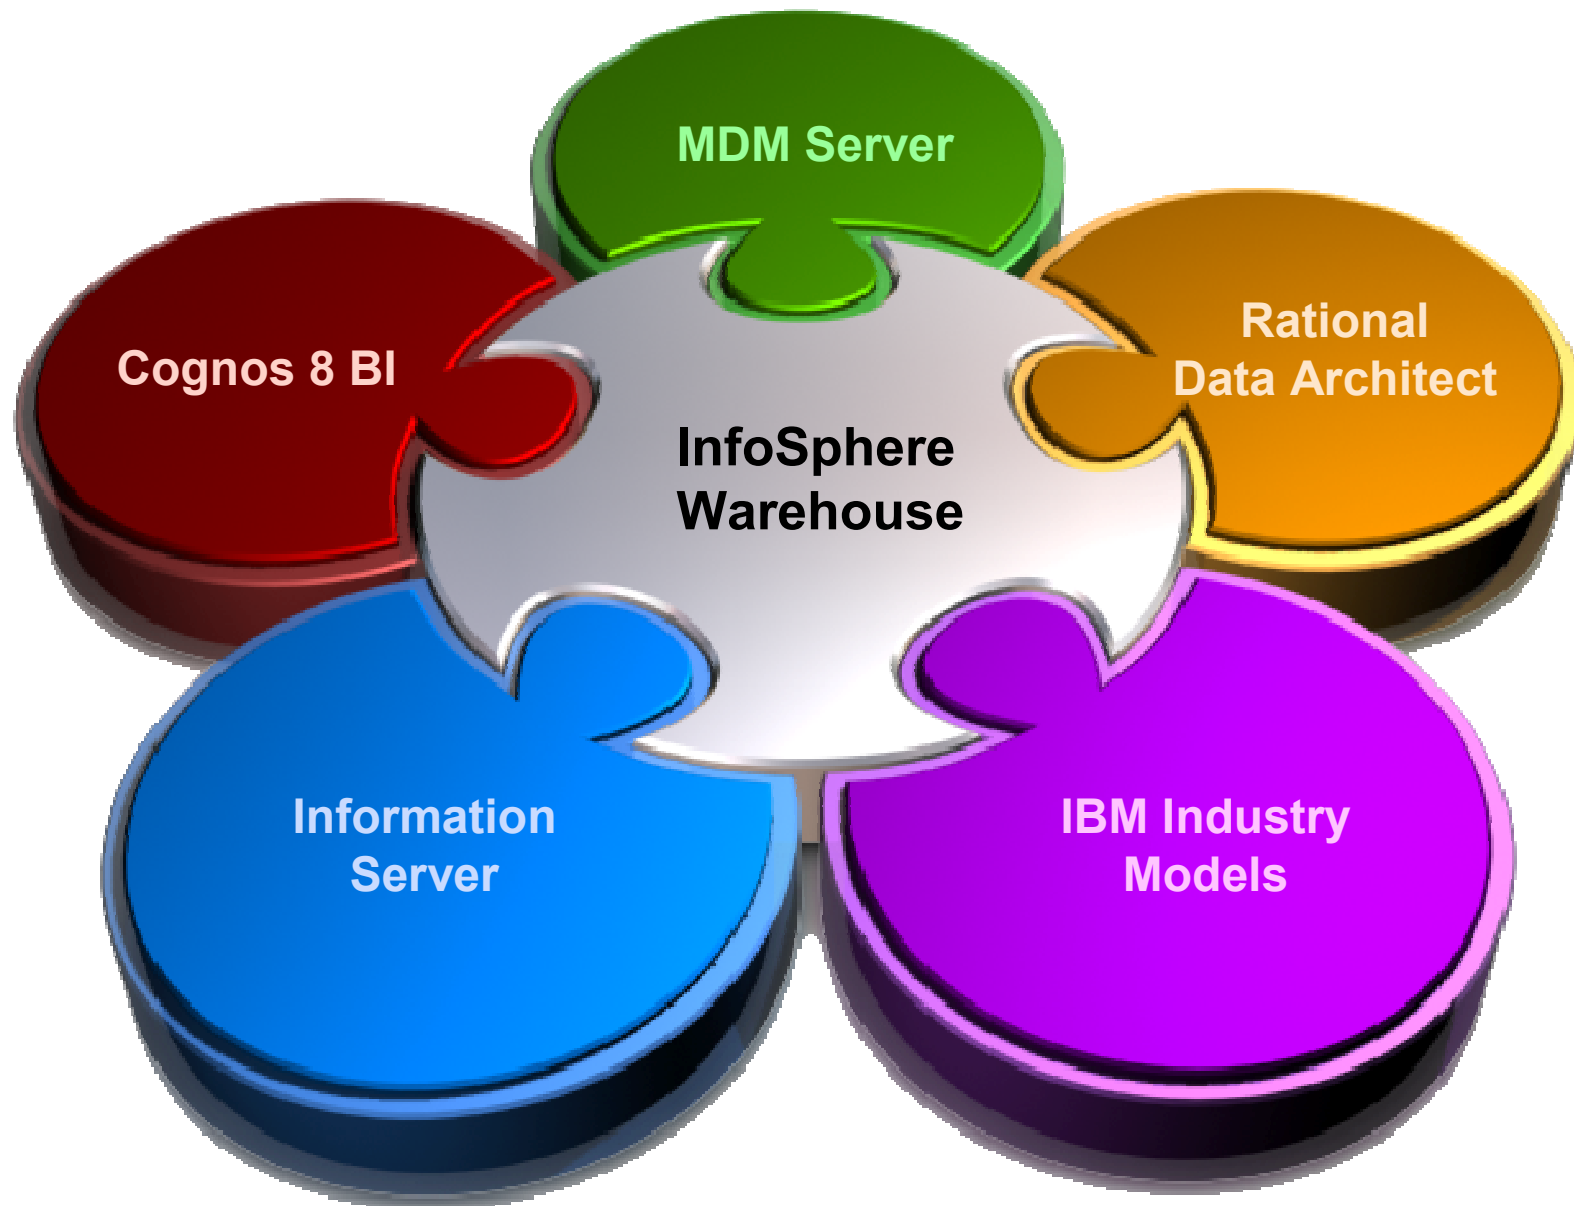 MDM Server
Rational
Data Architect
Cognos 8 BI
InfoSphere
Warehouse
Information
Server
IBM Industry
Models